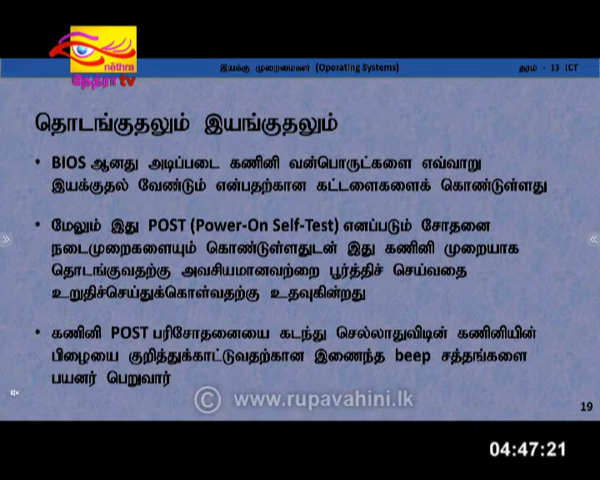 nēthra
நேத்ரா tv
இயக்கு முறைமைகள் (Operating Systems)
தரம் - 13 ICT
தொடங்குதலும் இயங்குதலும்
• BIOS ஆனது அடிப்படை கணினி வன்பொருட்களை எவ்வாறு
இயக்குதல் வேண்டும் என்பதற்கான கட்டளைகளைக் கொண்டுள்ளது
• மேலும் இது POST (Power-On Self-Test) எனப்படும் சோதனை
நடைமுறைகளையும் கொண்டுள்ளதுடன் இது கணினி முறையாக
தொடங்குவதற்கு அவசியமானவற்றை பூர்த்திச் செய்வதை
உறுதிச்செய்துக்கொள்வதற்கு உதவுகின்றது
• கணினி POST பரிசோதனையை கடந்து செல்லாதுவிடின் கணினியின்
பிழையை குறித்துக்காட்டுவதற்கான இணைந்த beep சத்தங்களை
பயனர் பெறுவார்
© www.rupavahini.lk
19
04:47:21